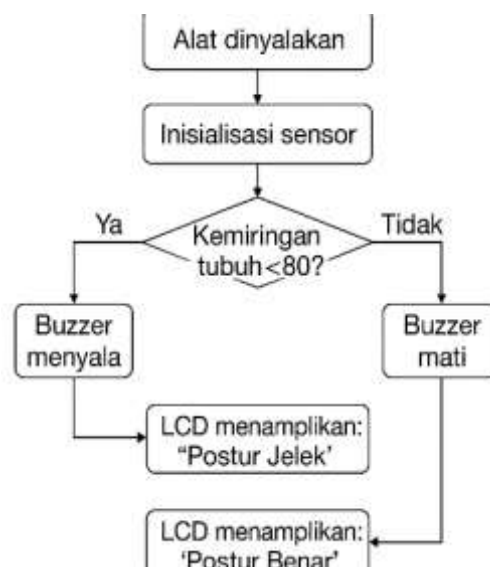 Alat dinyalakan
Inisialisasi sensor
Ya
Tidak
Kemiringan
tubuh<80?
Buzzer
menyala
Buzzer
mati
LCD menamplikan:
“Postur Jelek’
LCD menamplikan:
‘Postur Benar’